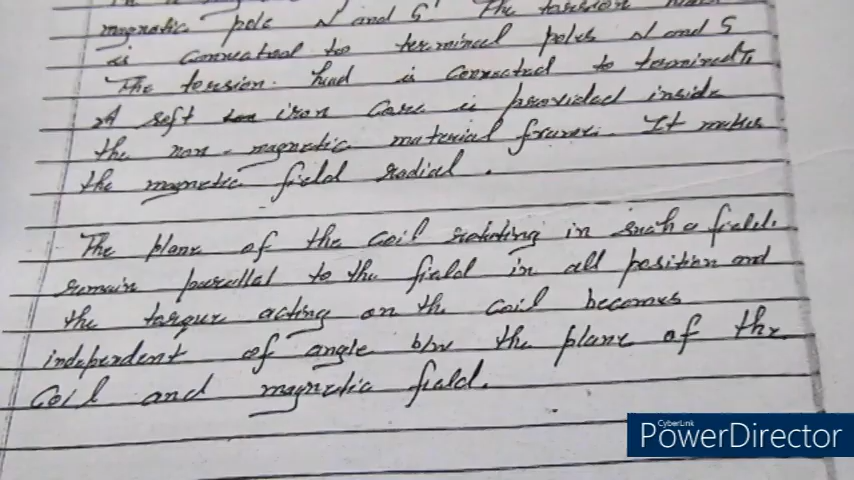 magnetic pole N and S. The torsion
is connected to terminal poles N and S
The torsion. head is connected to terminal T₁
A soft iron Core is provided inside
the non-magnetic material frame. It makes
the magnetic field radial.
The plane of the coil rotating in such a field.
remain parellal to the field in all position and
the torque acting on the coil becomes
independent of angle b/w the plane of the
Coil and magnetic field.
CyberLink
PowerDirector